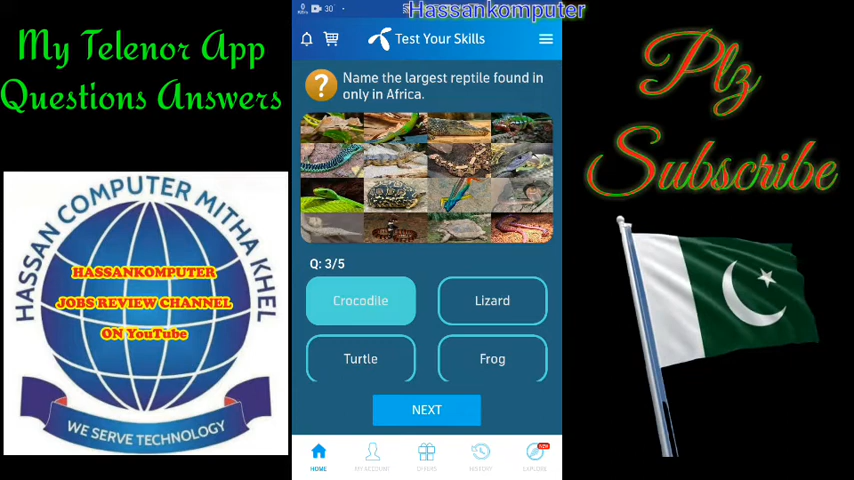 My Telenor App
Questions Answers
HASSAN COMPUTER MITHA KHEL
HASSANKOMPUTER
JOBS REVIEW CHANNEL
ON YouTube
WE SERVE TECHNOLOGY
Hassankomputer
30
Test Your Skills
?
Name the largest reptile found in
only in Africa.
Q: 3/5
Crocodile
Lizard
Turtle
Frog
NEXT
HOME
MY ACCOUNT
OFFERS
EXPLORE
Plz
Subscribe